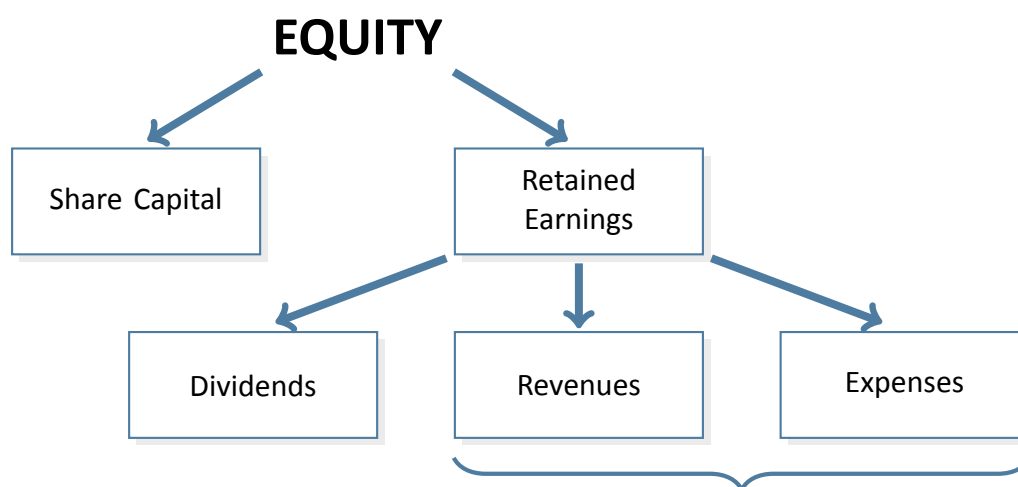 EQUITY
Share Capital
Retained
Earnings
Dividends
Revenues
Expenses